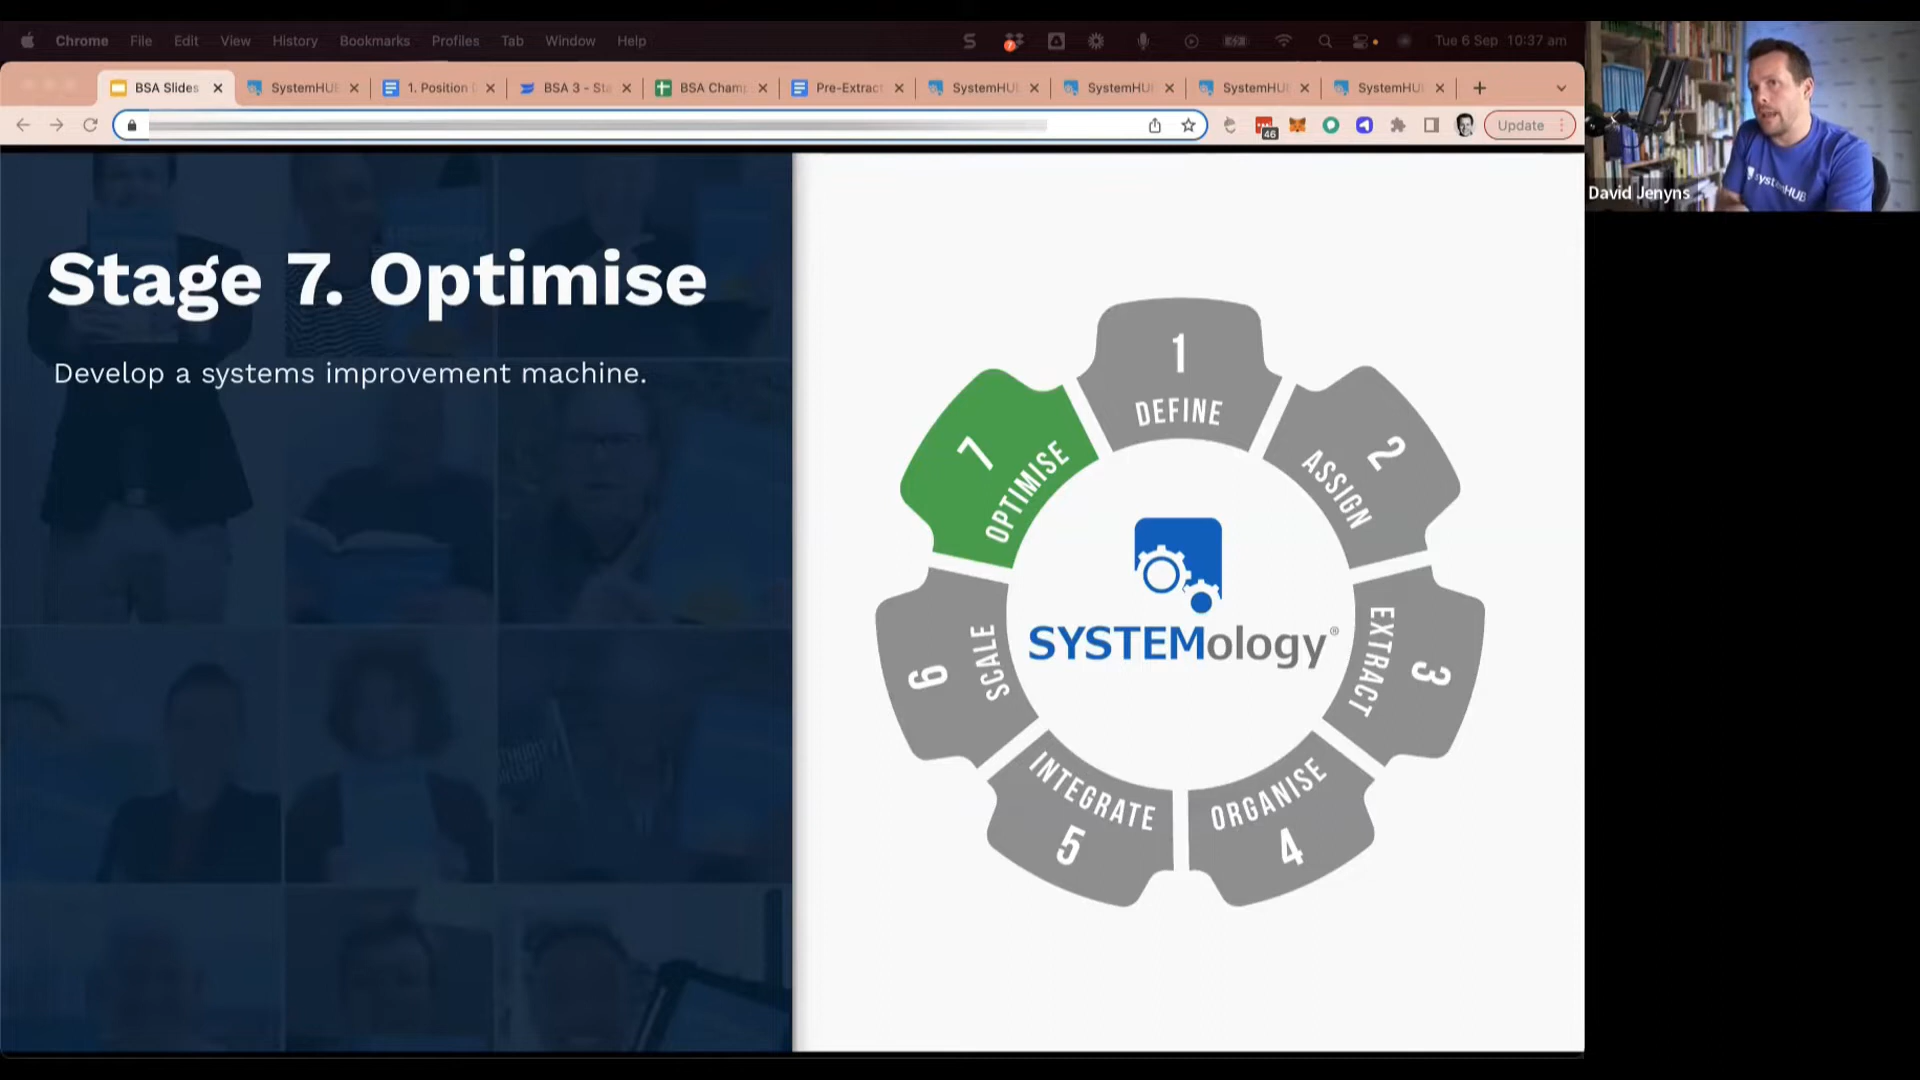 Chrome File Edit View History Bookmarks Profiles Tab Window Help Tue 6 Sep 10:37 am
BSA Slides SystemHU 1. Position BSA 3 - Sta BSA Cham Pre-Extract SystemHU SystemHU SystemHU SystemHU
46 Update
David Jenyns
systemHUB
Stage 7. Optimise
Develop a systems improvement machine.
1
DEFINE
2
ASSIGN
3
EXTRACT
4
ORGANISE
5
INTEGRATE
6
SCALE
7
OPTIMISE
SYSTEMology®